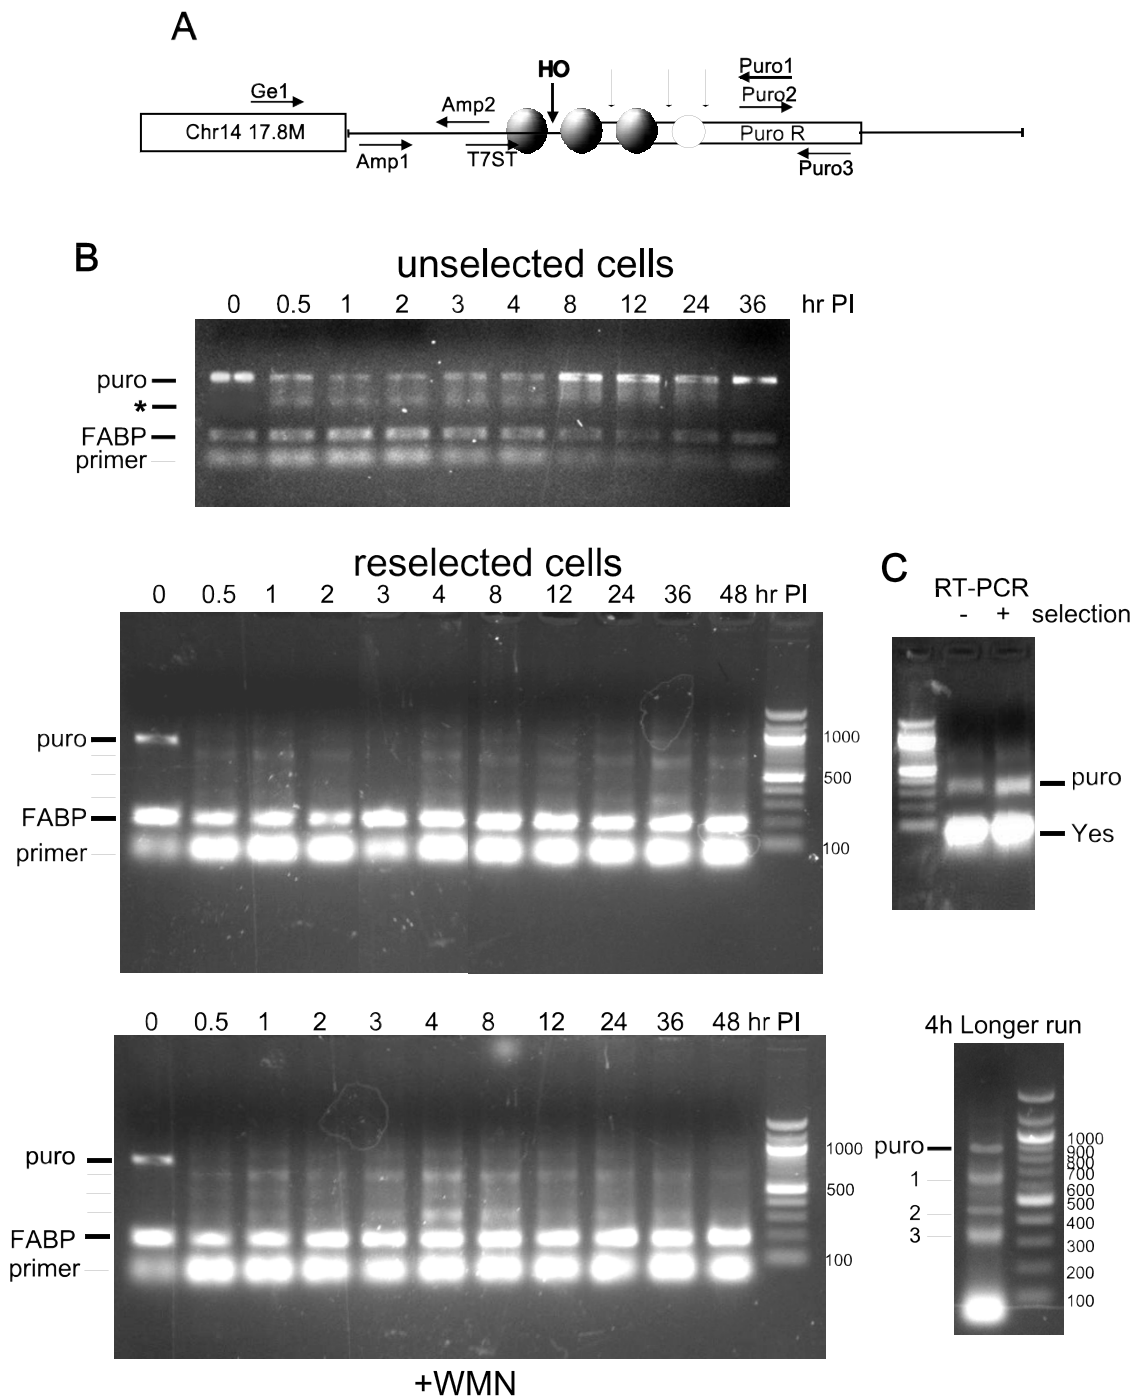 A
HO
Ge1
Puro1
Amp2
Puro2
Chr14 17.8M
Puro R
Amp1
T7ST
Puro3
B
unselected cells
0 0.5 1 2 3 4 8 12 24 36 hr PI
puro
*
FABP
primer
reselected cells
0 0.5 1 2 3 4 8 12 24 36 48 hr PI
puro
1000
500
FABP
primer
100
C
RT-PCR
- + selection
puro
Yes
0 0.5 1 2 3 4 8 12 24 36 48 hr PI
puro
1000
500
FABP
primer
100
+WMN
4h Longer run
puro
1
2
3
1000
900
800
700
600
500
400
300
200
100